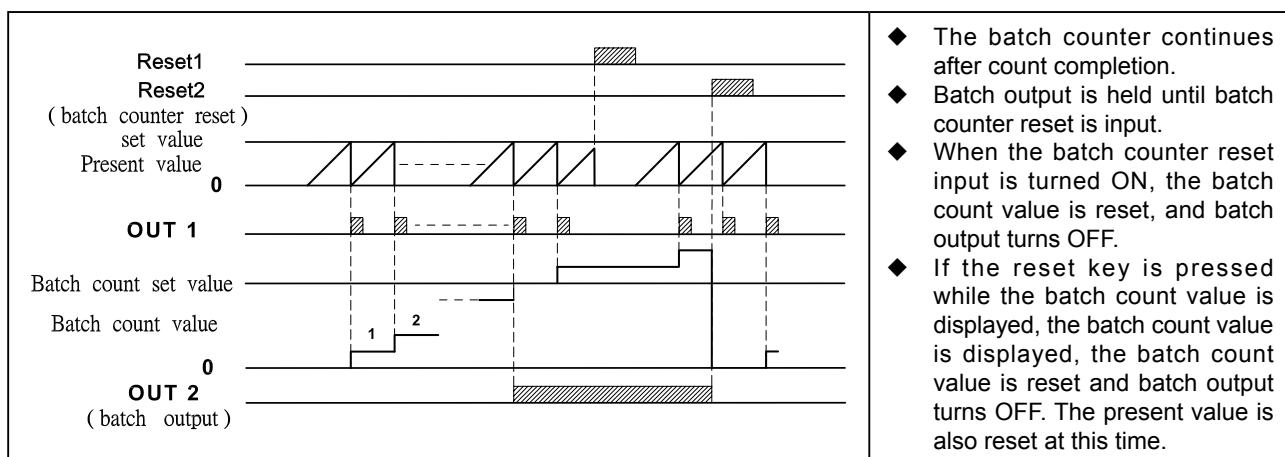 Reset1
Reset2
( batch counter reset )
set value
Present value
0
OUT 1
Batch count set value
Batch count value
1
2
0
OUT 2
( batch output )
◆ The batch counter continues
after count completion.
◆ Batch output is held until batch
counter reset is input.
◆ When the batch counter reset
input is turned ON, the batch
count value is reset, and batch
output turns OFF.
◆ If the reset key is pressed
while the batch count value is
displayed, the batch count value
is displayed, the batch count
value is reset and batch output
turns OFF. The present value is
also reset at this time.